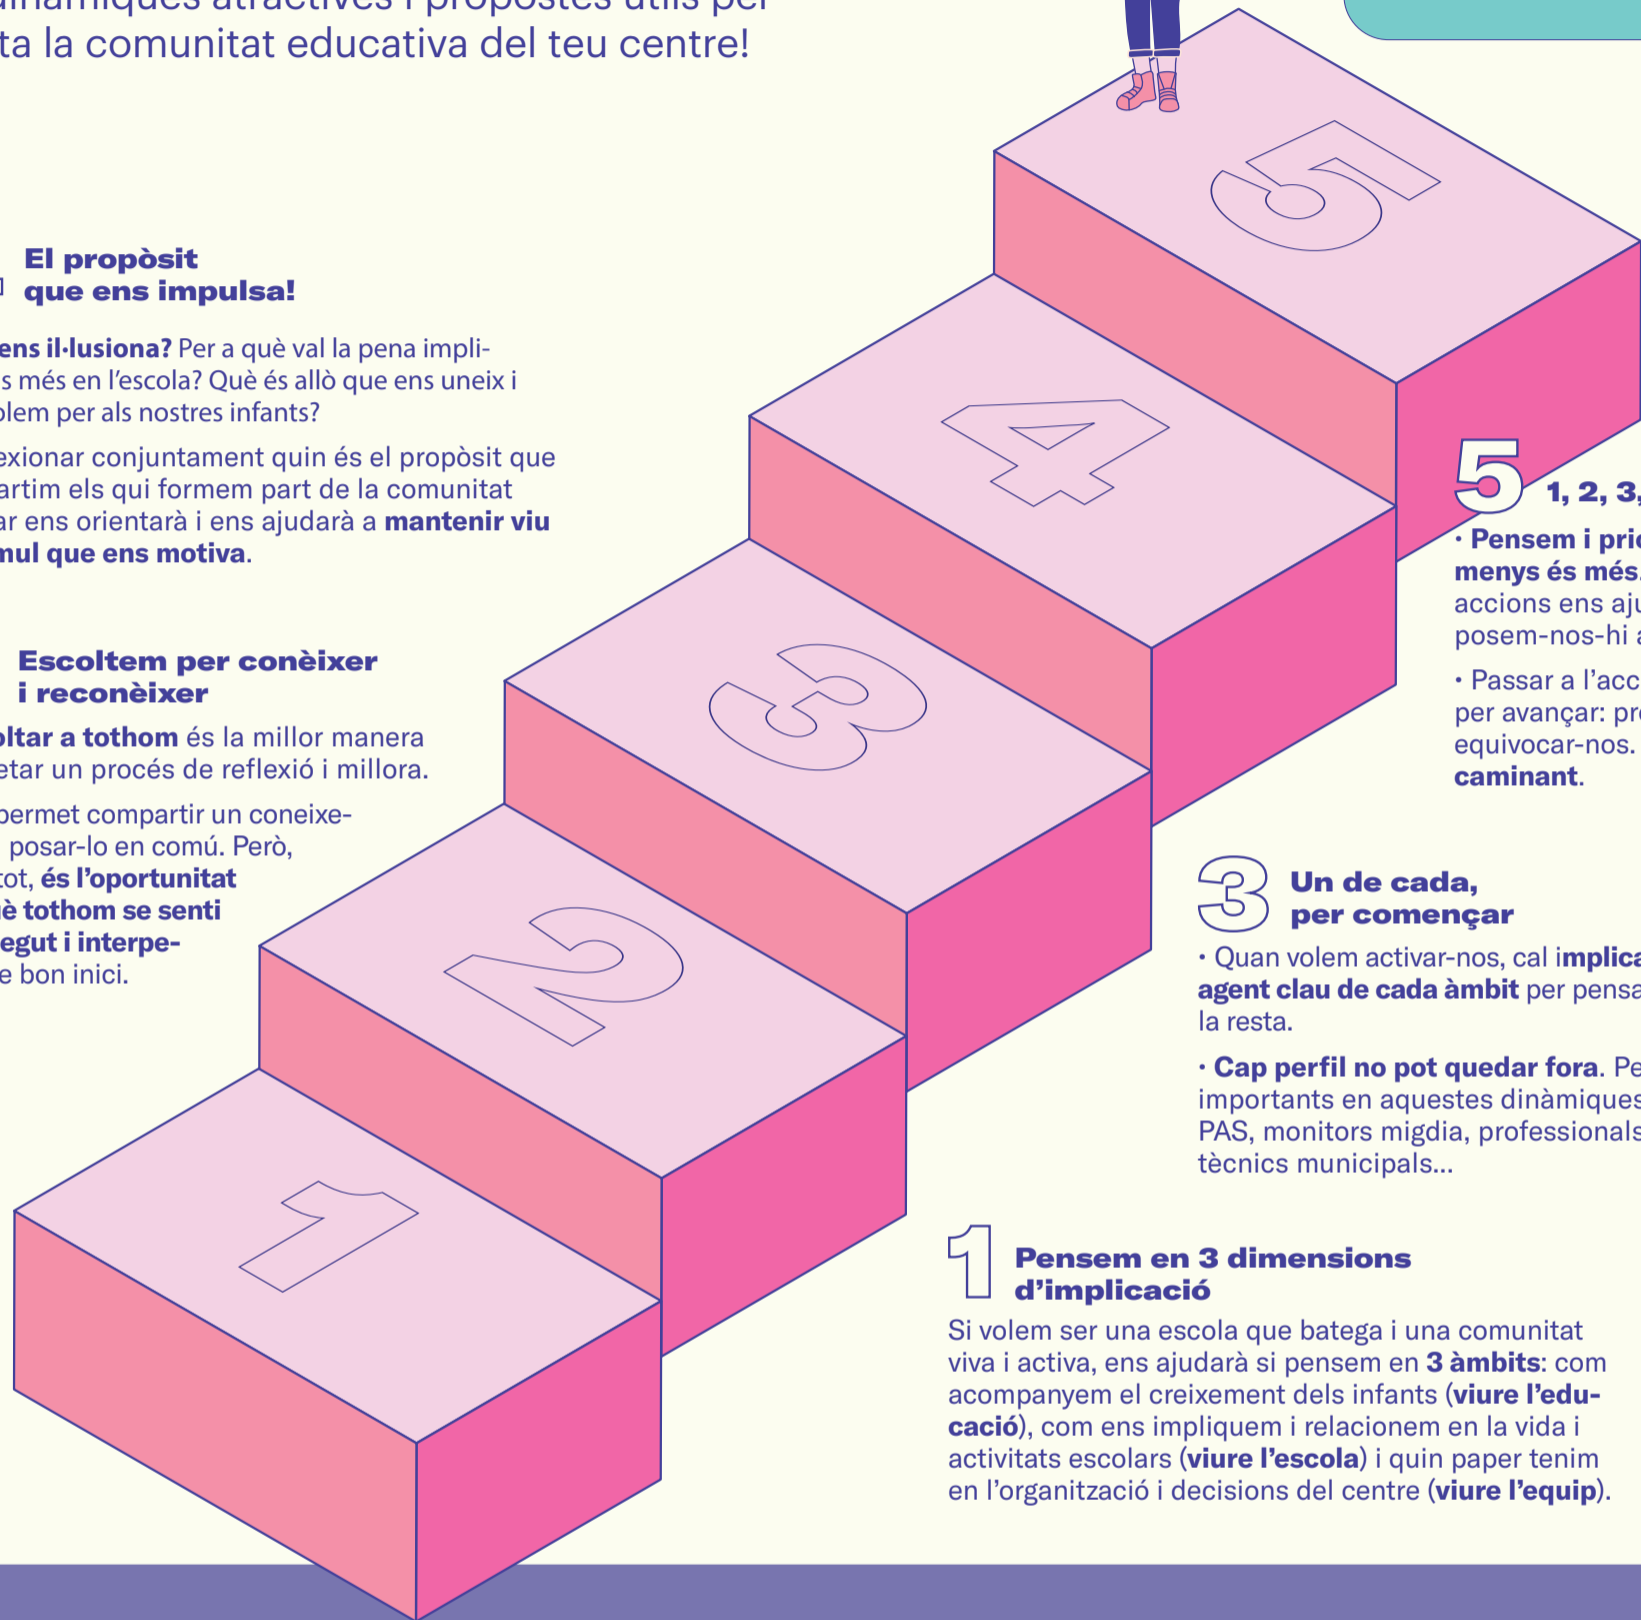 dinàmiques atractives i propostes útils per
ta la comunitat educativa del teu centre!
El propòsit
que ens impulsa!
ens il·lusiona? Per a què val la pena impli-
s més en l’escola? Què és allò que ens uneix i
olem per als nostres infants?
exionar conjuntament quin és el propòsit que
artim els qui formem part de la comunitat
ar ens orientarà i ens ajudarà a mantenir viu
mul que ens motiva.
Escoltem per conèixer
i reconèixer
oltar a tothom és la millor manera
etar un procés de reflexió i millora.
permet compartir un coneixe-
posar-lo en comú. Però,
tot, és l’oportunitat
è tothom se senti
egut i interpe-
e bon inici.
5
4
3
2
1
5 1, 2, 3,
· Pensem i prio
menys és més.
accions ens aju
posem-nos-hi a
· Passar a l’acc
per avançar: pro
equivocar-nos.
caminant.
3 Un de cada,
per començar
· Quan volem activar-nos, cal implica
agent clau de cada àmbit per pensa
la resta.
· Cap perfil no pot quedar fora. Pe
importants en aquestes dinàmiques
PAS, monitors migdia, professionals
tècnics municipals...
1 Pensem en 3 dimensions
d’implicació
Si volem ser una escola que batega i una comunitat
viva i activa, ens ajudarà si pensem en 3 àmbits: com
acompanyem el creixement dels infants (viure l’edu-
cació), com ens impliquem i relacionem en la vida i
activitats escolars (viure l’escola) i quin paper tenim
en l’organització i decisions del centre (viure l’equip).